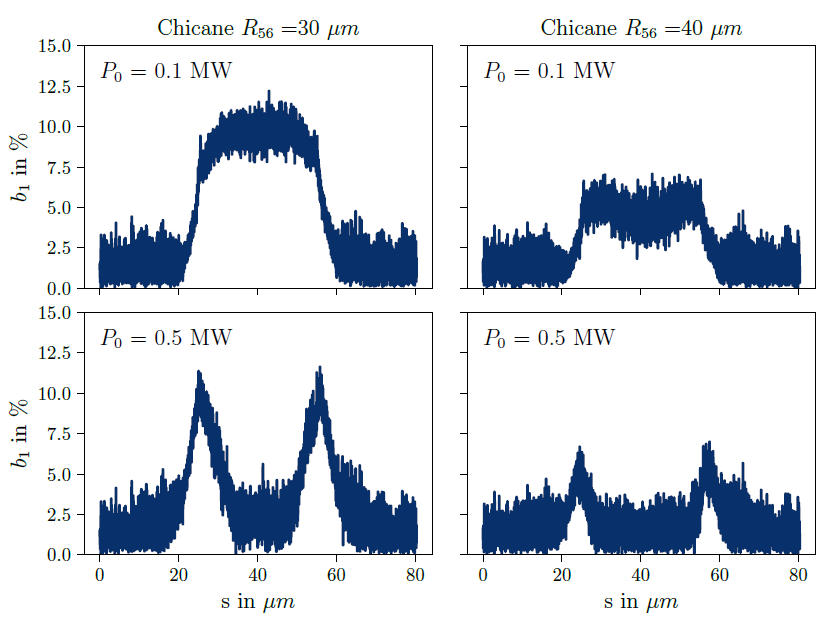 Chicane R₅₆ =30 μm
Chicane R₅₆ =40 μm
15.0
12.5
10.0
7.5
5.0
2.5
0.0
b₁ in %
P₀ = 0.1 MW
P₀ = 0.1 MW
15.0
12.5
10.0
7.5
5.0
2.5
0.0
b₁ in %
P₀ = 0.5 MW
P₀ = 0.5 MW
0 20 40 60 80
0 20 40 60 80
s in μm
s in μm